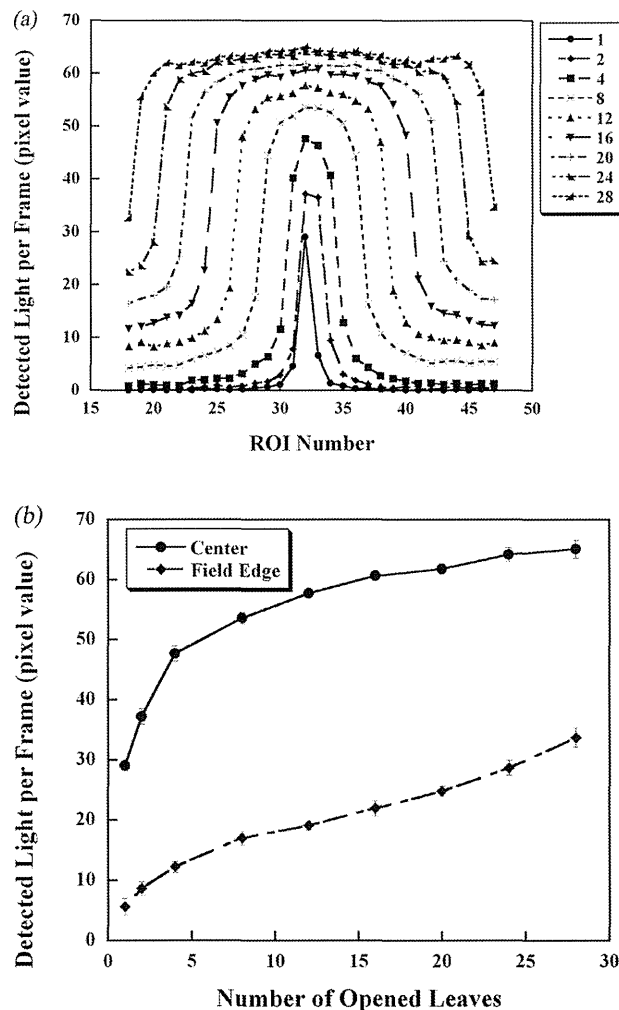 (a)
70
60
50
40
30
20
10
0
Detected Light per Frame (pixel value)
15 20 25 30 35 40 45 50
ROI Number
1
2
4
8
12
16
20
24
28
(b)
70
60
50
40
30
20
10
0
Detected Light per Frame (pixel value)
Center
Field Edge
0 5 10 15 20 25 30
Number of Opened Leaves